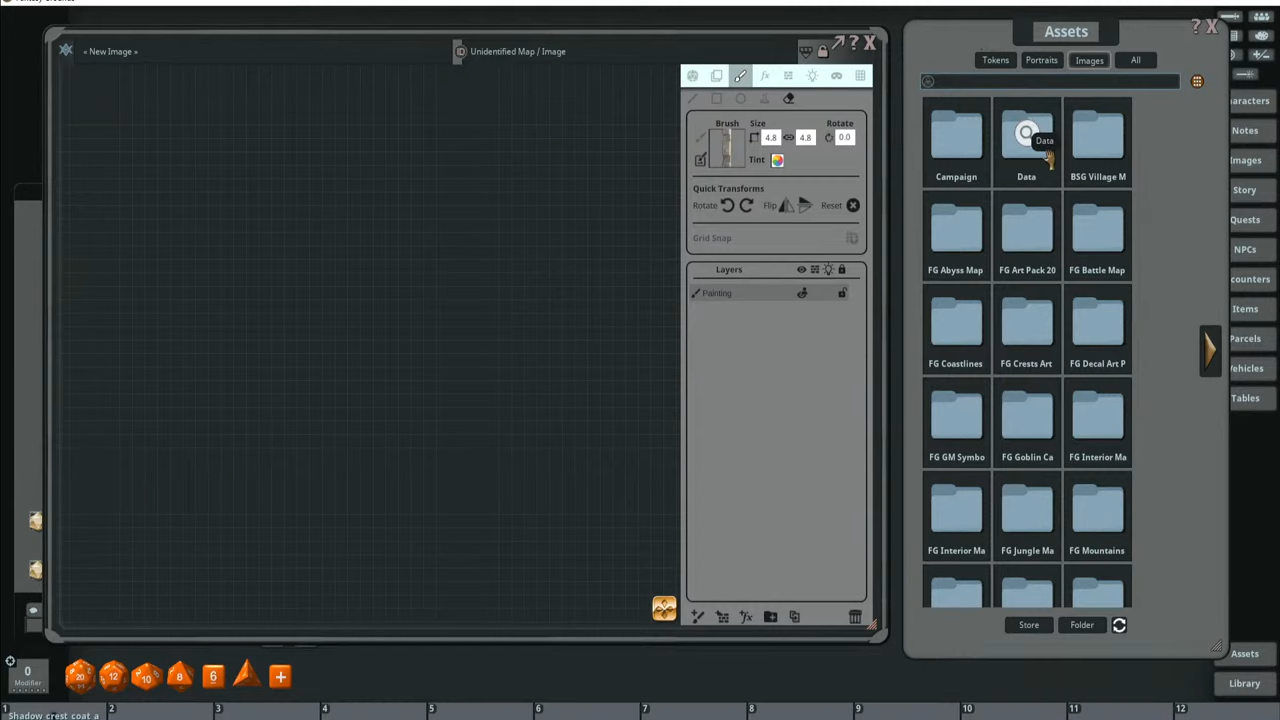 « New Image »
ID Unidentified Map / Image
Assets
Tokens Portraits Images All
Brush Size Rotate
4.8 4.8 0.0
Tint
Quick Transforms
Rotate Flip Reset
Grid Snap
Layers
Painting
Data
Campaign Data BSG Village M
FG Abyss Map FG Art Pack 20 FG Battle Map
FG Coastlines FG Crests Art FG Decal Art P
FG GM Symbo FG Goblin Ca FG Interior Ma
FG Interior Ma FG Jungle Ma FG Mountains
Store Folder
aracters
Notes
Images
Story
Quests
NPCs
counters
Items
Parcels
Vehicles
Tables
Assets
Library
0
Modifier
20 12 10 8 6 +
1 2 3 4 5 6 7 8 9 10 11 12
Shadow crest coat a